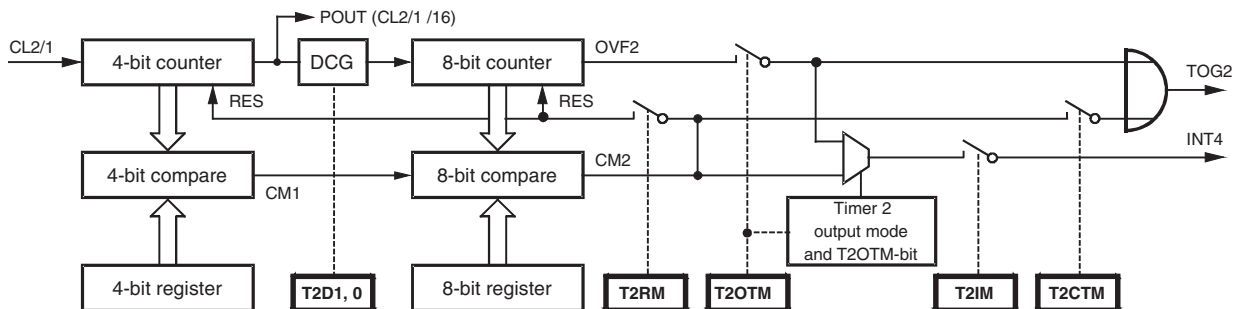 POUT (CL2/1 /16)
CL2/1
4-bit counter
DCG
8-bit counter
OVF2
TOG2
RES
RES
4-bit compare
CM1
8-bit compare
CM2
INT4
Timer 2
output mode
and T2OTM-bit
4-bit register
T2D1, 0
8-bit register
T2RM
T2OTM
T2IM
T2CTM